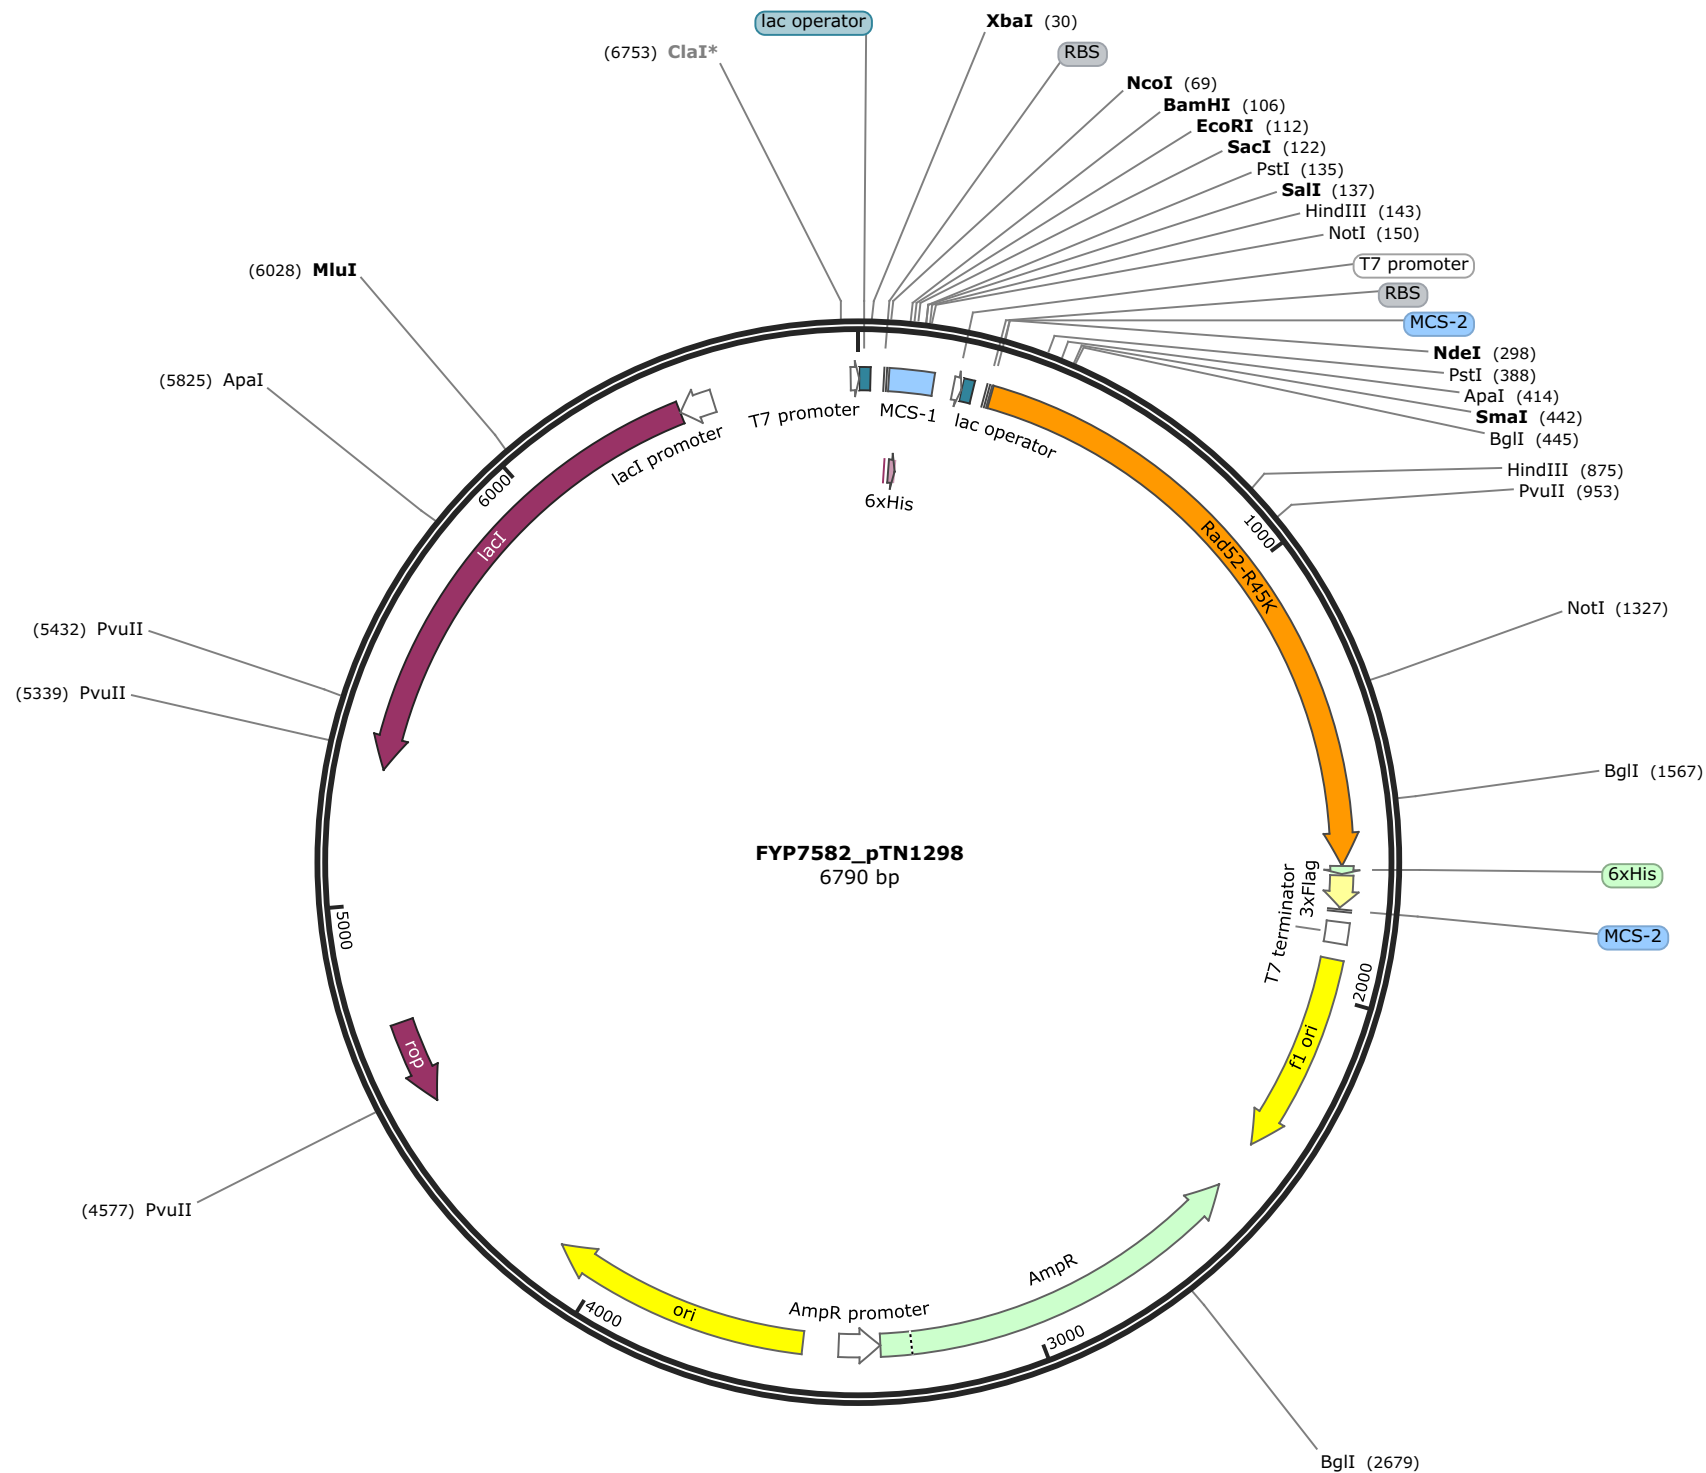 lac operator
XbaI (30)
(6753) ClaI*
RBS
NcoI (69)
BamHI (106)
EcoRI (112)
SacI (122)
PstI (135)
SalI (137)
HindIII (143)
NotI (150)
T7 promoter
RBS
MCS-2
NdeI (298)
PstI (388)
ApaI (414)
SmaI (442)
BglI (445)
HindIII (875)
PvuII (953)
NotI (1327)
BglI (1567)
6xHis
MCS-2
BglI (2679)
(4577) PvuII
(5339) PvuII
(5432) PvuII
(5825) ApaI
(6028) MluI
T7 promoter
MCS-1
lac operator
lacI promoter
6xHis
lacI
Rad52-R45K
1000
2000
3000
4000
5000
6000
FYP7582_pTN1298
6790 bp
T7 terminator
3xFlag
f1 ori
AmpR
AmpR promoter
ori
rop